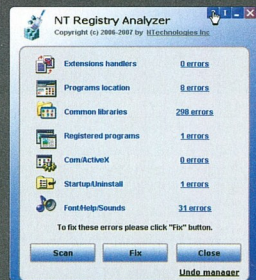 NT Registry Analyzer
Copyright (c) 2006-2007 by NTechnologies Inc
Extensions handlers 0 errors
Programs location 8 errors
Common libraries 298 errors
Registered programs 1 errors
Com/ActiveX 0 errors
Startup/Uninstall 1 errors
Font/Help/Sounds 31 errors
To fix these errors please click "Fix" button.
Scan Fix Close
Undo manager